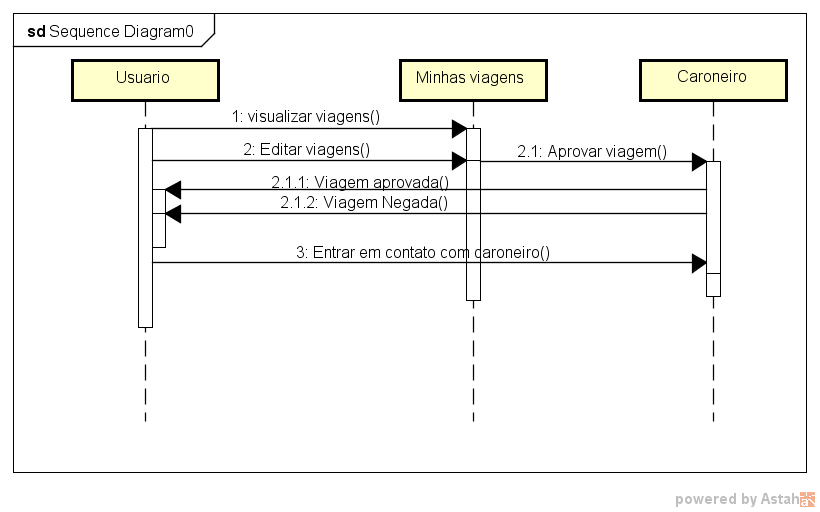 sd Sequence Diagram0
Usuario
Minhas viagens
Caroneiro
1: visualizar viagens()
2: Editar viagens()
2.1: Aprovar viagem()
2.1.1: Viagem aprovada()
2.1.2: Viagem Negada()
3: Entrar em contato com caroneiro()
powered by Astah